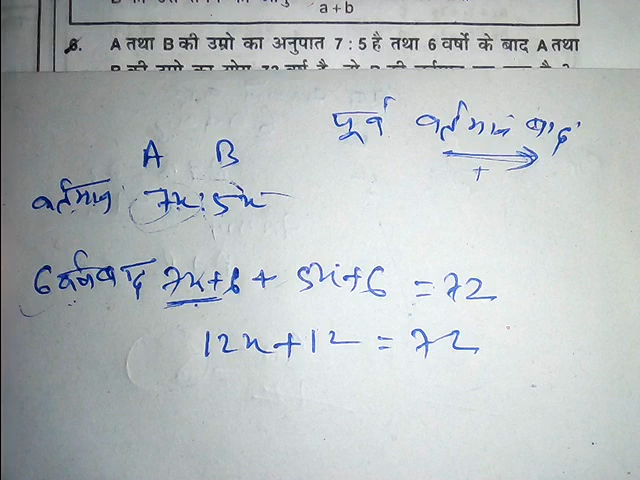 a+b
8. A तथा B की उम्रो का अनुपात 7 : 5 है तथा 6 वर्षो के बाद A तथा
पूर्व वर्तमान बाद
+
A B
वर्तमान 7x : 5x
6 वर्ष बाद 7x+6 + 5x+6 = 72
12x+12 = 72